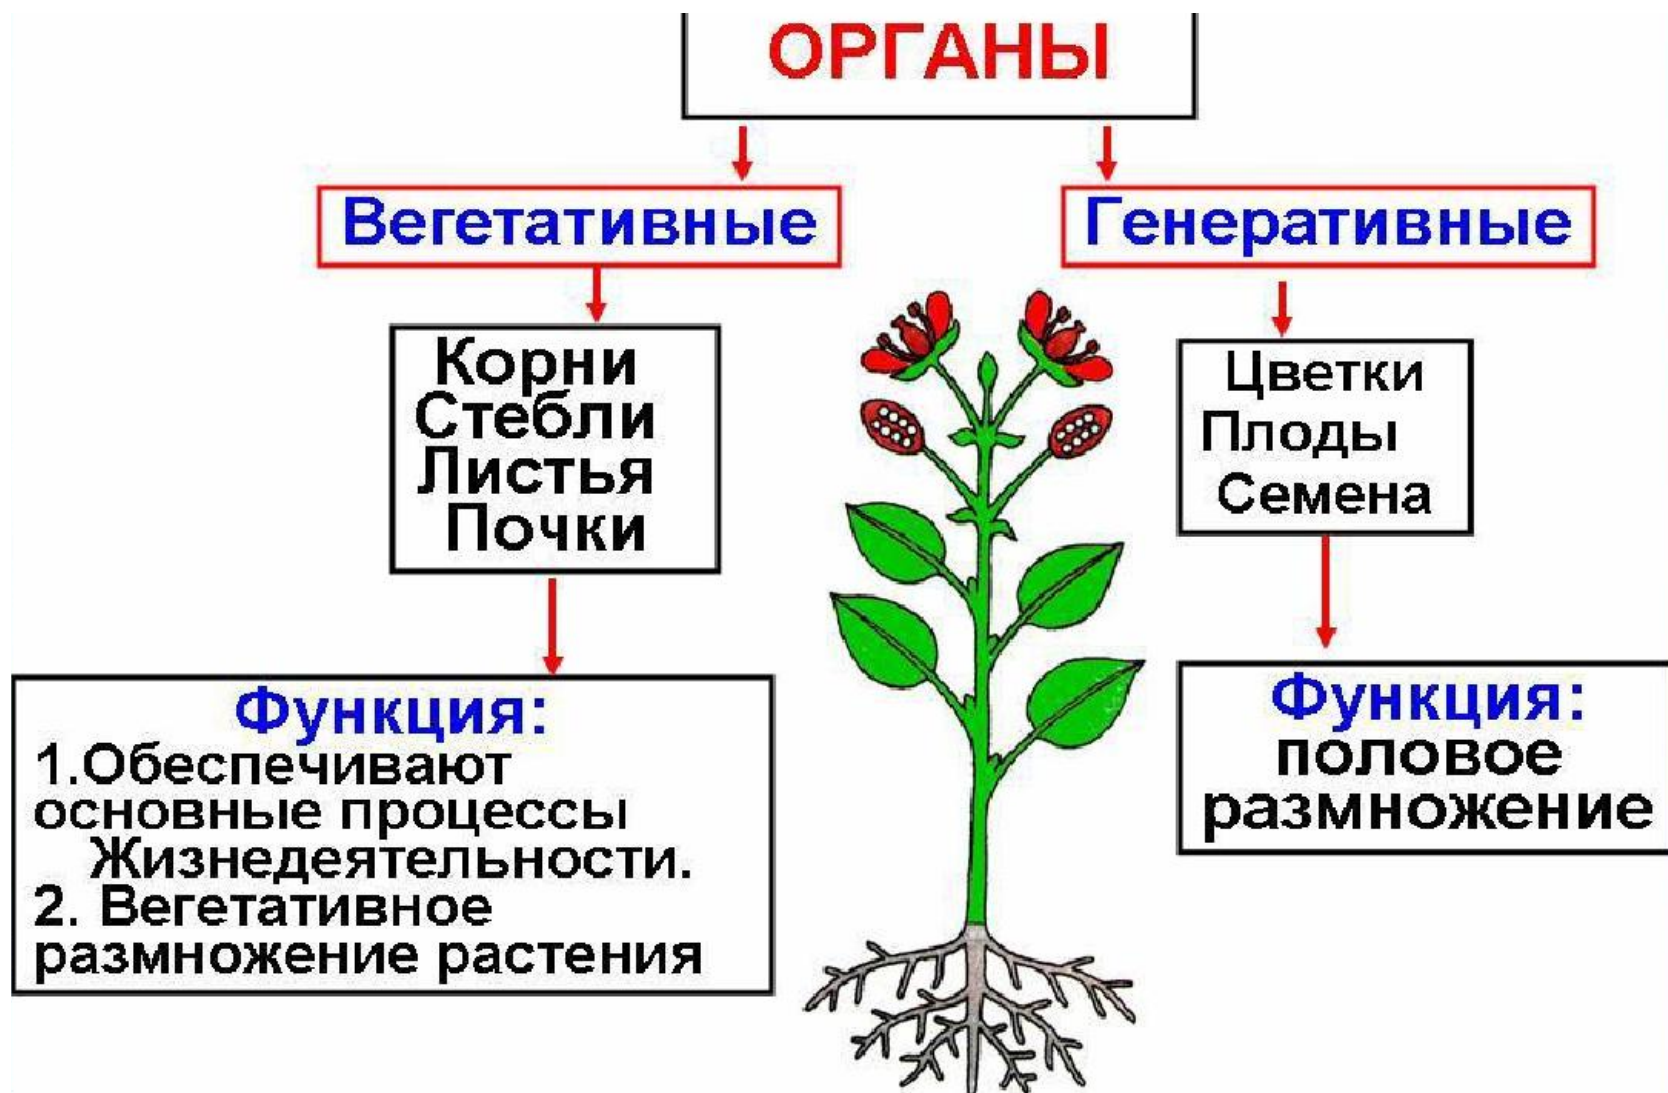 ОРГАНЫ
Вегетативные
Генеративные
Корни
Стебли
Листья
Почки
Цветки
Плоды
Семена
Функция:
1.Обеспечивают
основные процессы
Жизнедеятельности.
2. Вегетативное
размножение растения
Функция:
половое
размножение